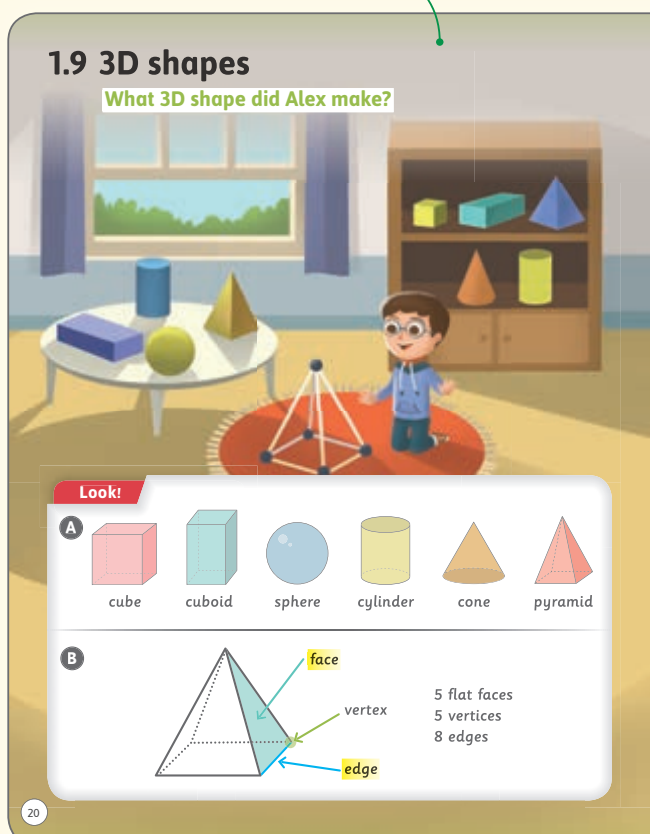 1.9 3D shapes
What 3D shape did Alex make?
Look!
A
cube cuboid sphere cylinder cone pyramid
B
face
vertex
edge
5 flat faces
5 vertices
8 edges
20